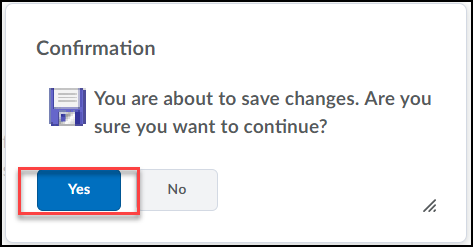 Confirmation
You are about to save changes. Are you
sure you want to continue?
Yes
No